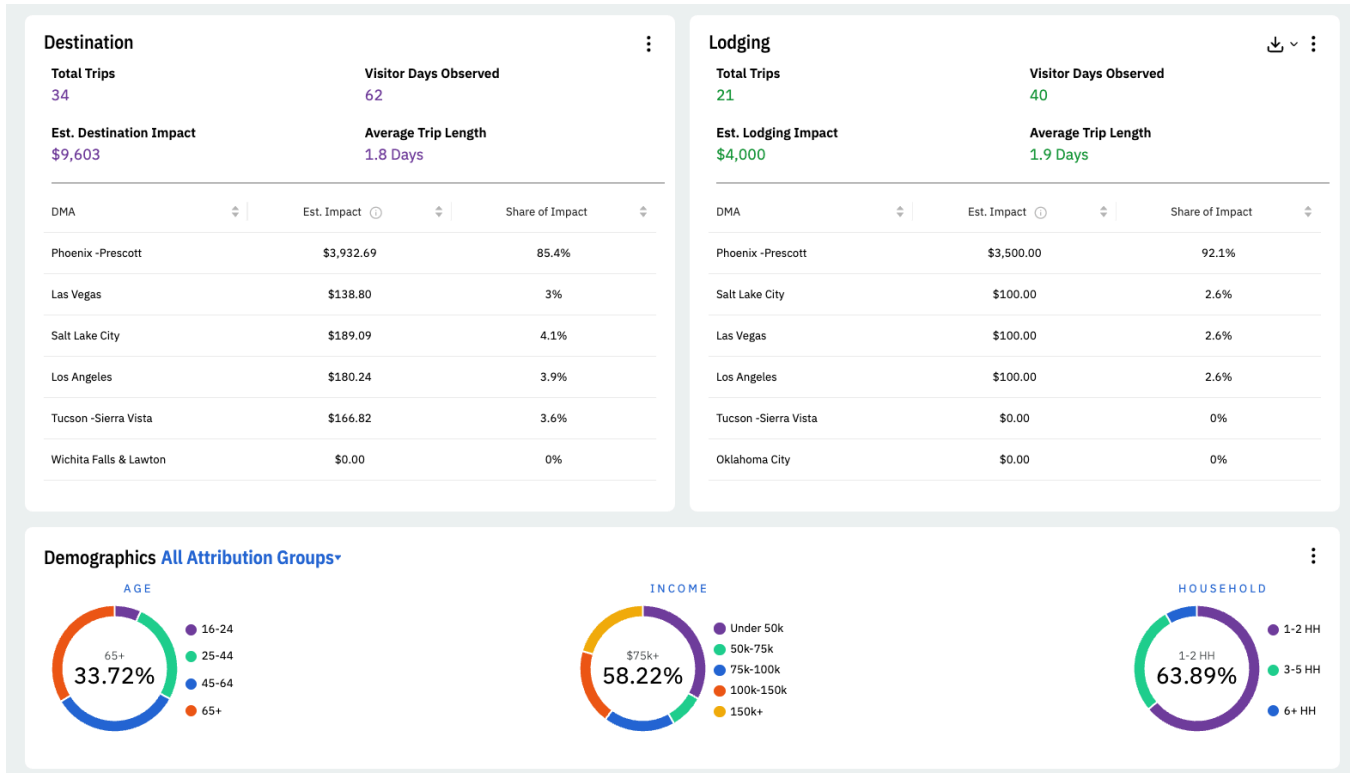 Destination
Total Trips Visitor Days Observed
34 62
Est. Destination Impact Average Trip Length
$9,603 1.8 Days
DMA Est. Impact Share of Impact
Phoenix -Prescott $3,932.69 85.4%
Las Vegas $138.80 3%
Salt Lake City $189.09 4.1%
Los Angeles $180.24 3.9%
Tucson -Sierra Vista $166.82 3.6%
Wichita Falls & Lawton $0.00 0%
Lodging
Total Trips Visitor Days Observed
21 40
Est. Lodging Impact Average Trip Length
$4,000 1.9 Days
DMA Est. Impact Share of Impact
Phoenix -Prescott $3,500.00 92.1%
Salt Lake City $100.00 2.6%
Las Vegas $100.00 2.6%
Los Angeles $100.00 2.6%
Tucson -Sierra Vista $0.00 0%
Oklahoma City $0.00 0%
Demographics All Attribution Groups
AGE
65+
33.72%
16-24
25-44
45-64
65+
INCOME
$75k+
58.22%
Under 50k
50k-75k
75k-100k
100k-150k
150k+
HOUSEHOLD
1-2 HH
63.89%
1-2 HH
3-5 HH
6+ HH